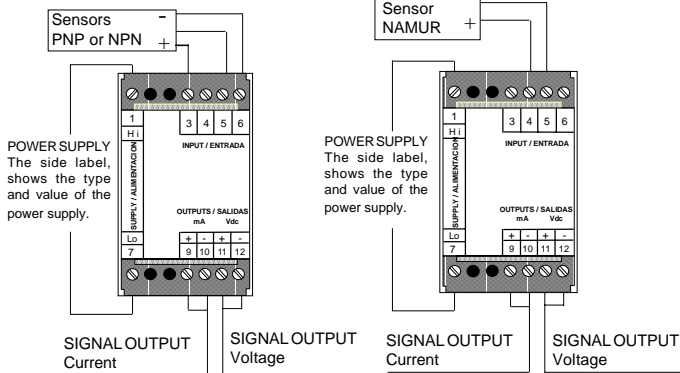 Sensors -
PNP or NPN +
1
Hi
3 4 5 6
INPUT / ENTRADA
SUPPLY / ALIMENTACION
POWER SUPPLY
The side label,
shows the type
and value of the
power supply.
OUTPUTS / SALIDAS
mA Vdc
Lo + - + -
7 9 10 11 12
SIGNAL OUTPUT
Current
SIGNAL OUTPUT
Voltage
Sensor
NAMUR +
1
Hi
3 4 5 6
INPUT / ENTRADA
SUPPLY / ALIMENTACION
POWER SUPPLY
The side label,
shows the type
and value of the
power supply.
OUTPUTS / SALIDAS
mA Vdc
Lo + - + -
7 9 10 11 12
SIGNAL OUTPUT
Current
SIGNAL OUTPUT
Voltage